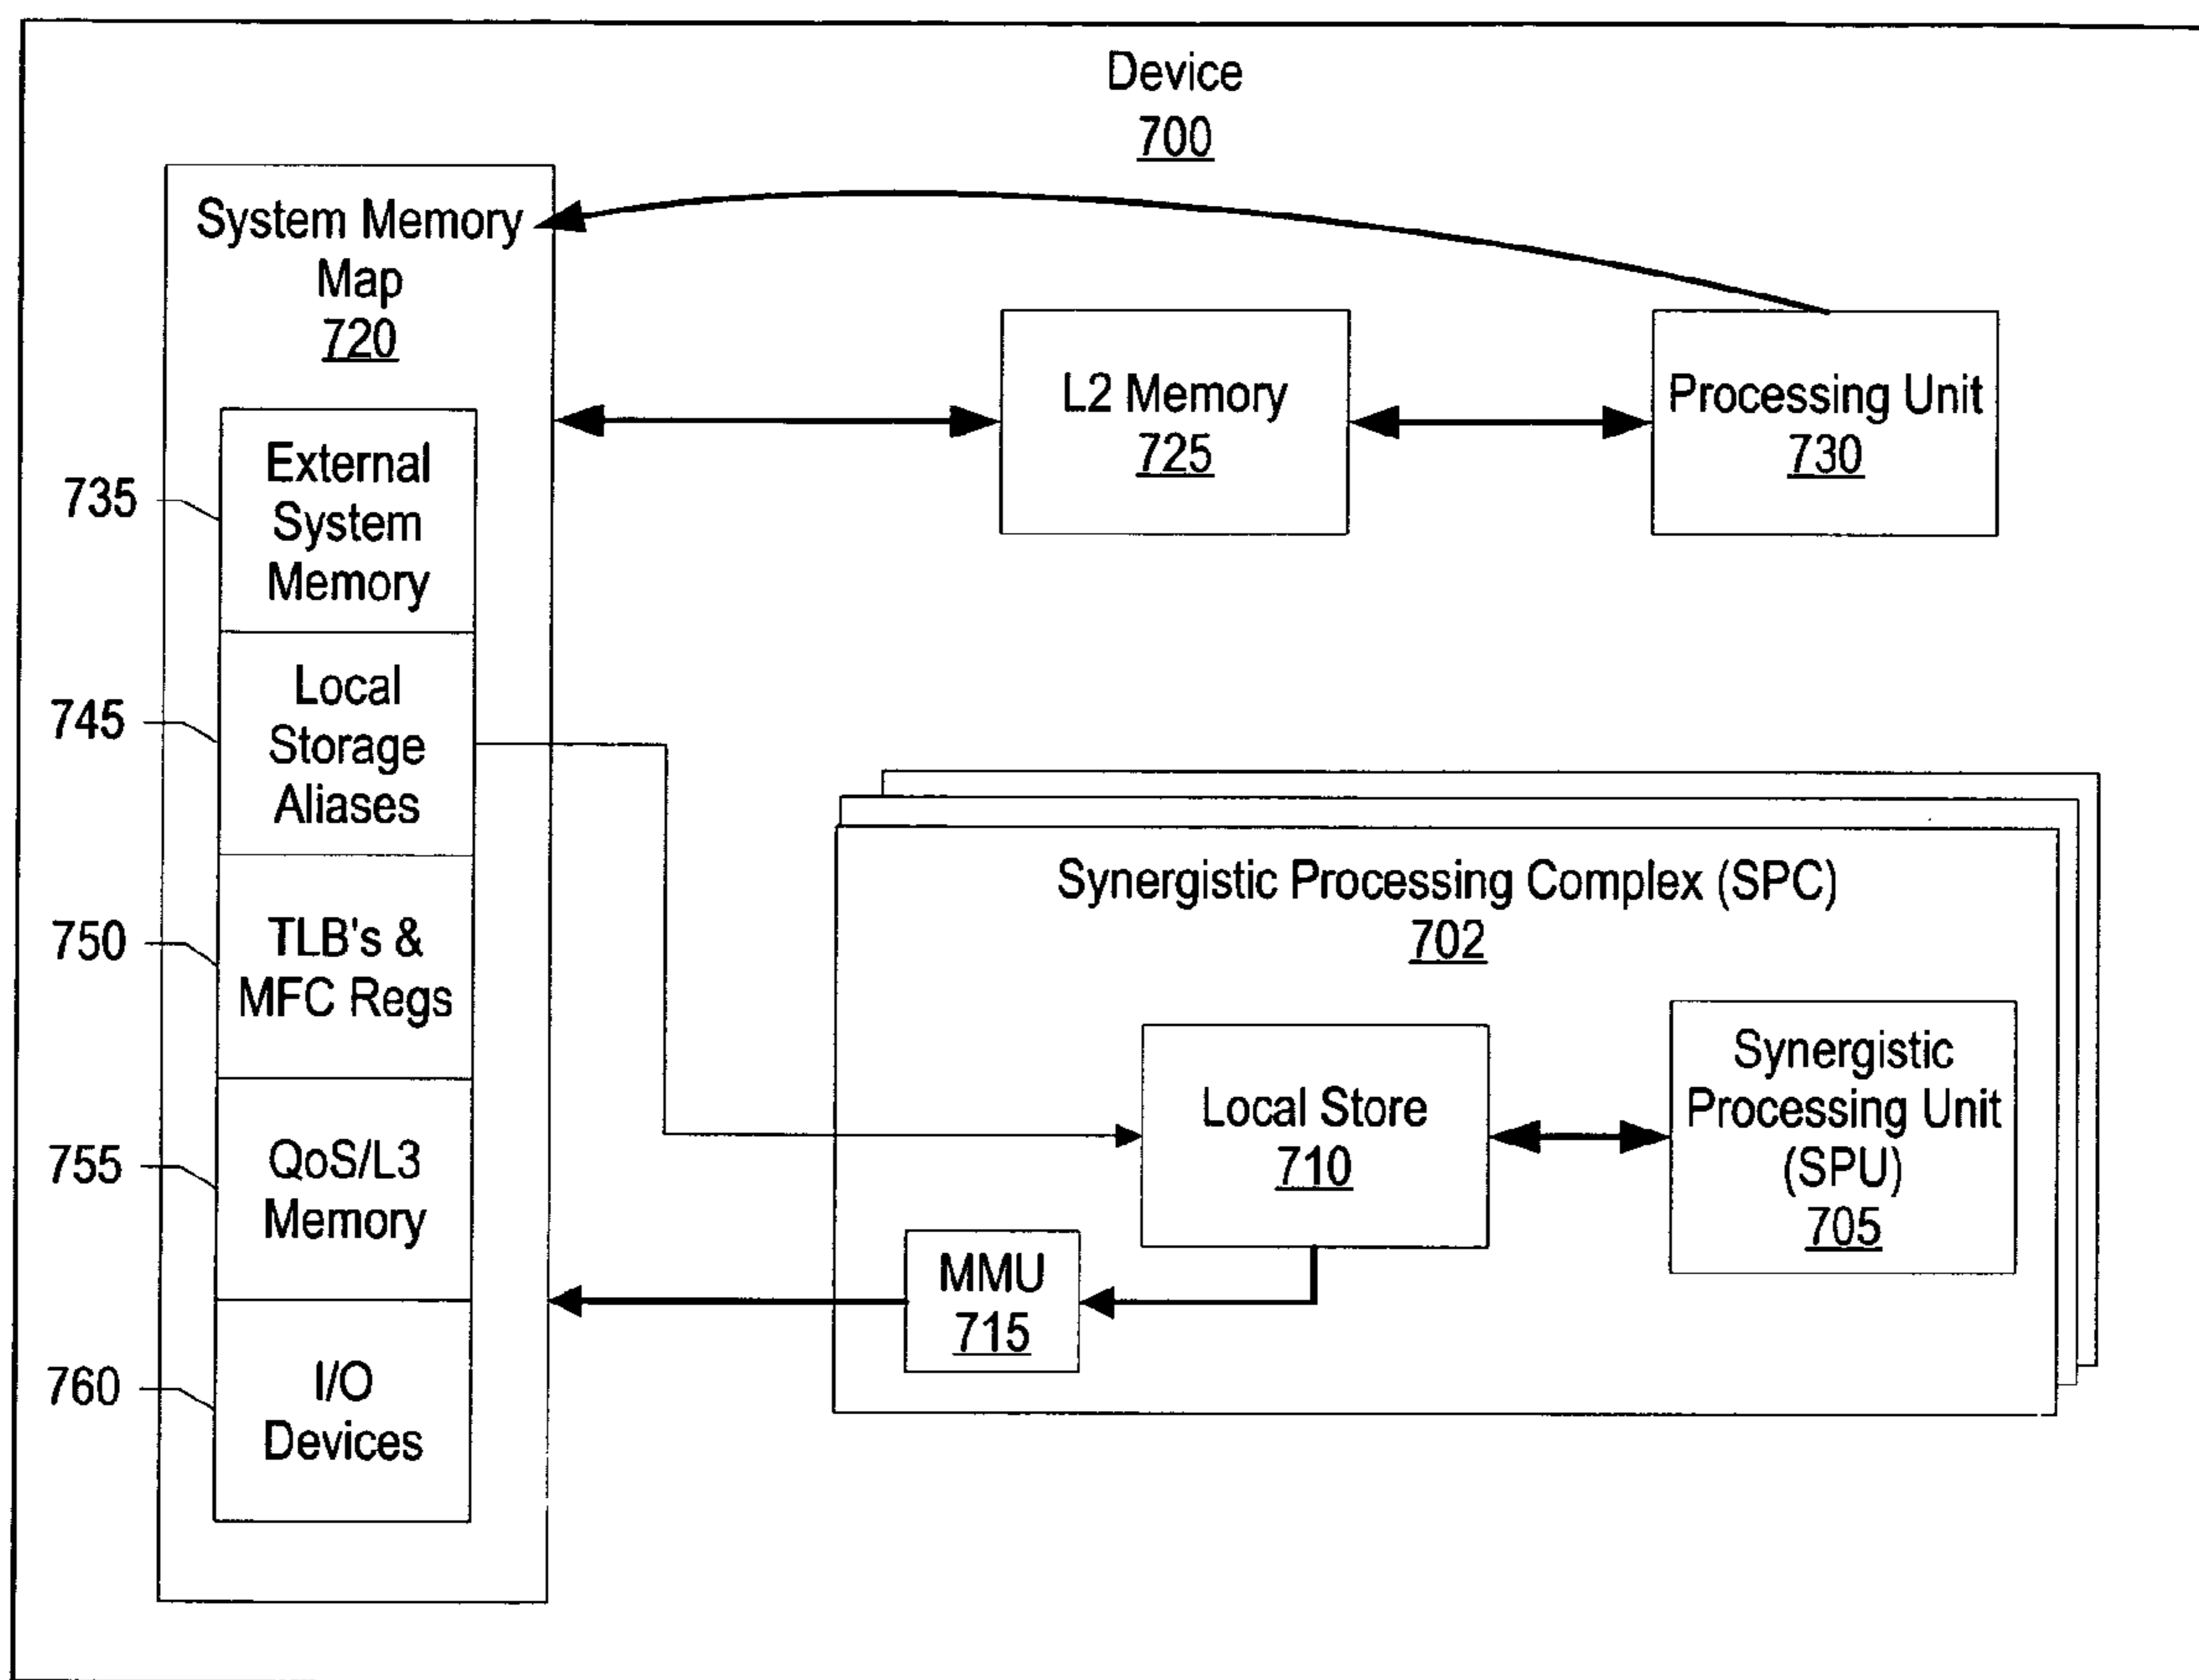 Device
700
System Memory
Map
720
735
External
System
Memory
745
Local
Storage
Aliases
750
TLB's &
MFC Regs
755
QoS/L3
Memory
760
I/O
Devices
L2 Memory
725
Processing Unit
730
Synergistic Processing Complex (SPC)
702
Local Store
710
Synergistic
Processing Unit
(SPU)
705
MMU
715